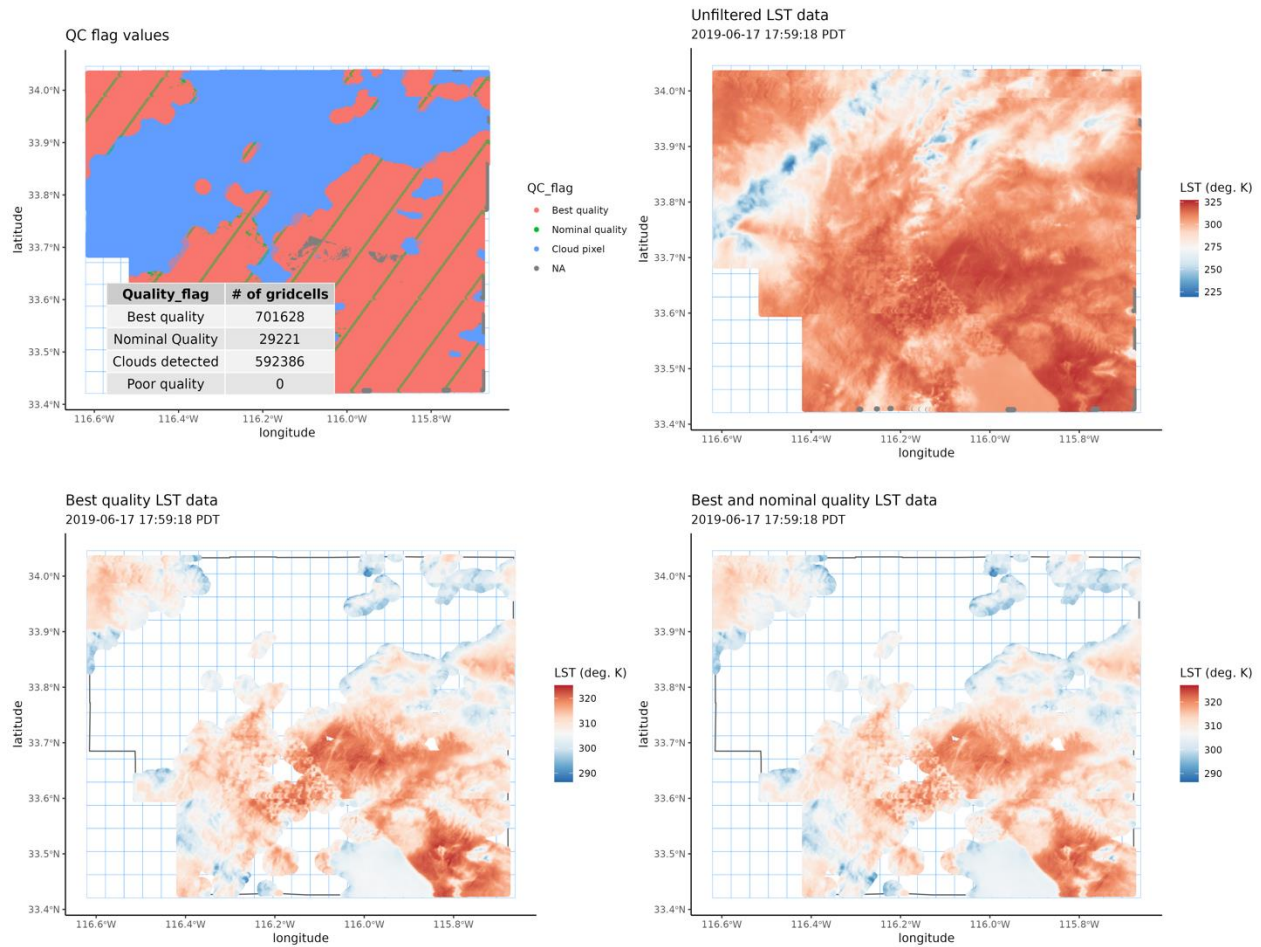 QC flag values
34.0°N
33.9°N
33.8°N
33.7°N
33.6°N
33.5°N
33.4°N
latitude
116.6°W 116.4°W 116.2°W 116.0°W 115.8°W
longitude
Quality_flag # of gridcells
Best quality 701628
Nominal Quality 29221
Clouds detected 592386
Poor quality 0
QC_flag
Best quality
Nominal quality
Cloud pixel
NA
Unfiltered LST data
2019-06-17 17:59:18 PDT
34.0°N
33.9°N
33.8°N
33.7°N
33.6°N
33.5°N
33.4°N
latitude
116.6°W 116.4°W 116.2°W 116.0°W 115.8°W
longitude
LST (deg. K)
325
300
275
250
225
Best quality LST data
2019-06-17 17:59:18 PDT
34.0°N
33.9°N
33.8°N
33.7°N
33.6°N
33.5°N
33.4°N
latitude
116.6°W 116.4°W 116.2°W 116.0°W 115.8°W
longitude
LST (deg. K)
320
310
300
290
Best and nominal quality LST data
2019-06-17 17:59:18 PDT
34.0°N
33.9°N
33.8°N
33.7°N
33.6°N
33.5°N
33.4°N
latitude
116.6°W 116.4°W 116.2°W 116.0°W 115.8°W
longitude
LST (deg. K)
320
310
300
290